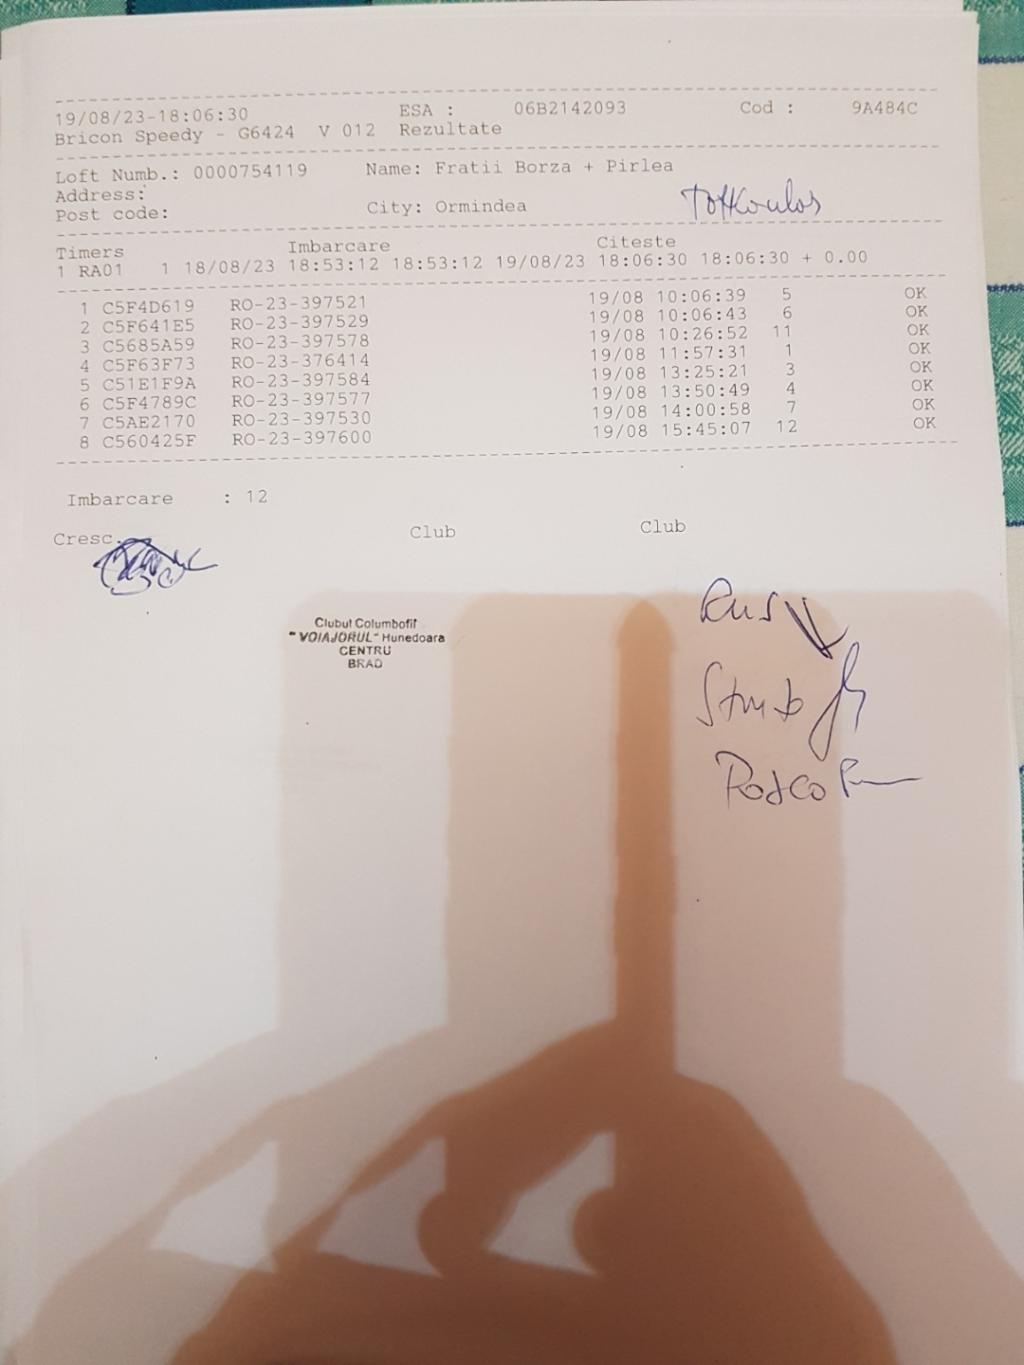 19/08/23-18:06:30 ESA : 06B2142093 Cod : 9A484C
Bricon Speedy - G6424 V 012 Rezultate
Loft Numb.: 0000754119 Name: Fratii Borza + Pirlea
Address:
Post code: City: Ormindea
Timers Imbarcare Citeste
1 RA01 1 18/08/23 18:53:12 18:53:12 19/08/23 18:06:30 18:06:30 + 0.00
1 C5F4D619 RO-23-397521 19/08 10:06:39 5 OK
2 C5F641E5 RO-23-397529 19/08 10:06:43 6 OK
3 C5685A59 RO-23-397578 19/08 10:26:52 11 OK
4 C5F63F73 RO-23-376414 19/08 11:57:31 1 OK
5 C51E1F9A RO-23-397584 19/08 13:25:21 3 OK
6 C5F4789C RO-23-397577 19/08 13:50:49 4 OK
7 C5AE2170 RO-23-397530 19/08 14:00:58 7 OK
8 C560425F RO-23-397600 19/08 15:45:07 12 OK
Imbarcare : 12
Cresc. Club Club
Clubul Columbofil
"VOIAJORUL" Hunedoara
CENTRU
BRAD
Rus